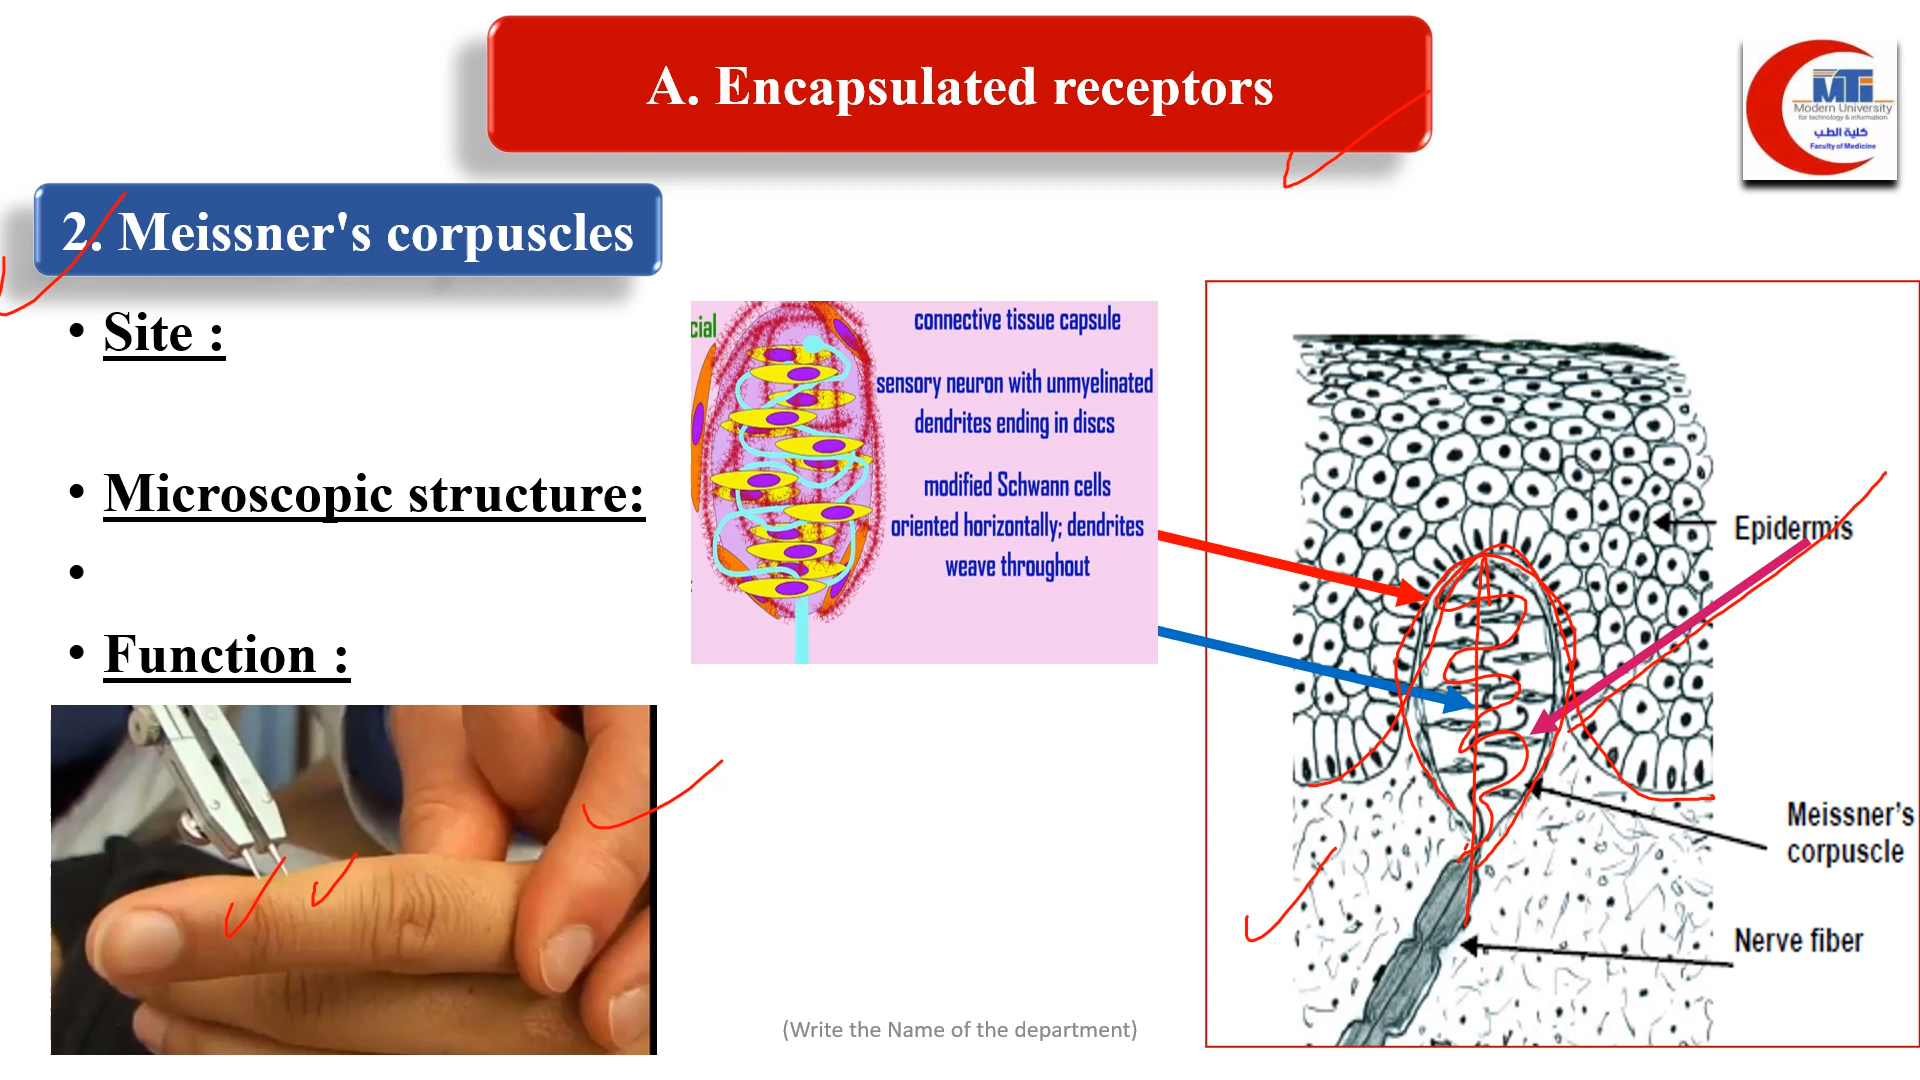 A. Encapsulated receptors
MTi
Modern University
for technology & information
كلية الطب
Faculty of Medicine
2. Meissner's corpuscles
• Site :
• Microscopic structure:
•
• Function :
cial
connective tissue capsule
sensory neuron with unmyelinated
dendrites ending in discs
modified Schwann cells
oriented horizontally; dendrites
weave throughout
Epidermis
Meissner's
corpuscle
Nerve fiber
(Write the Name of the department)